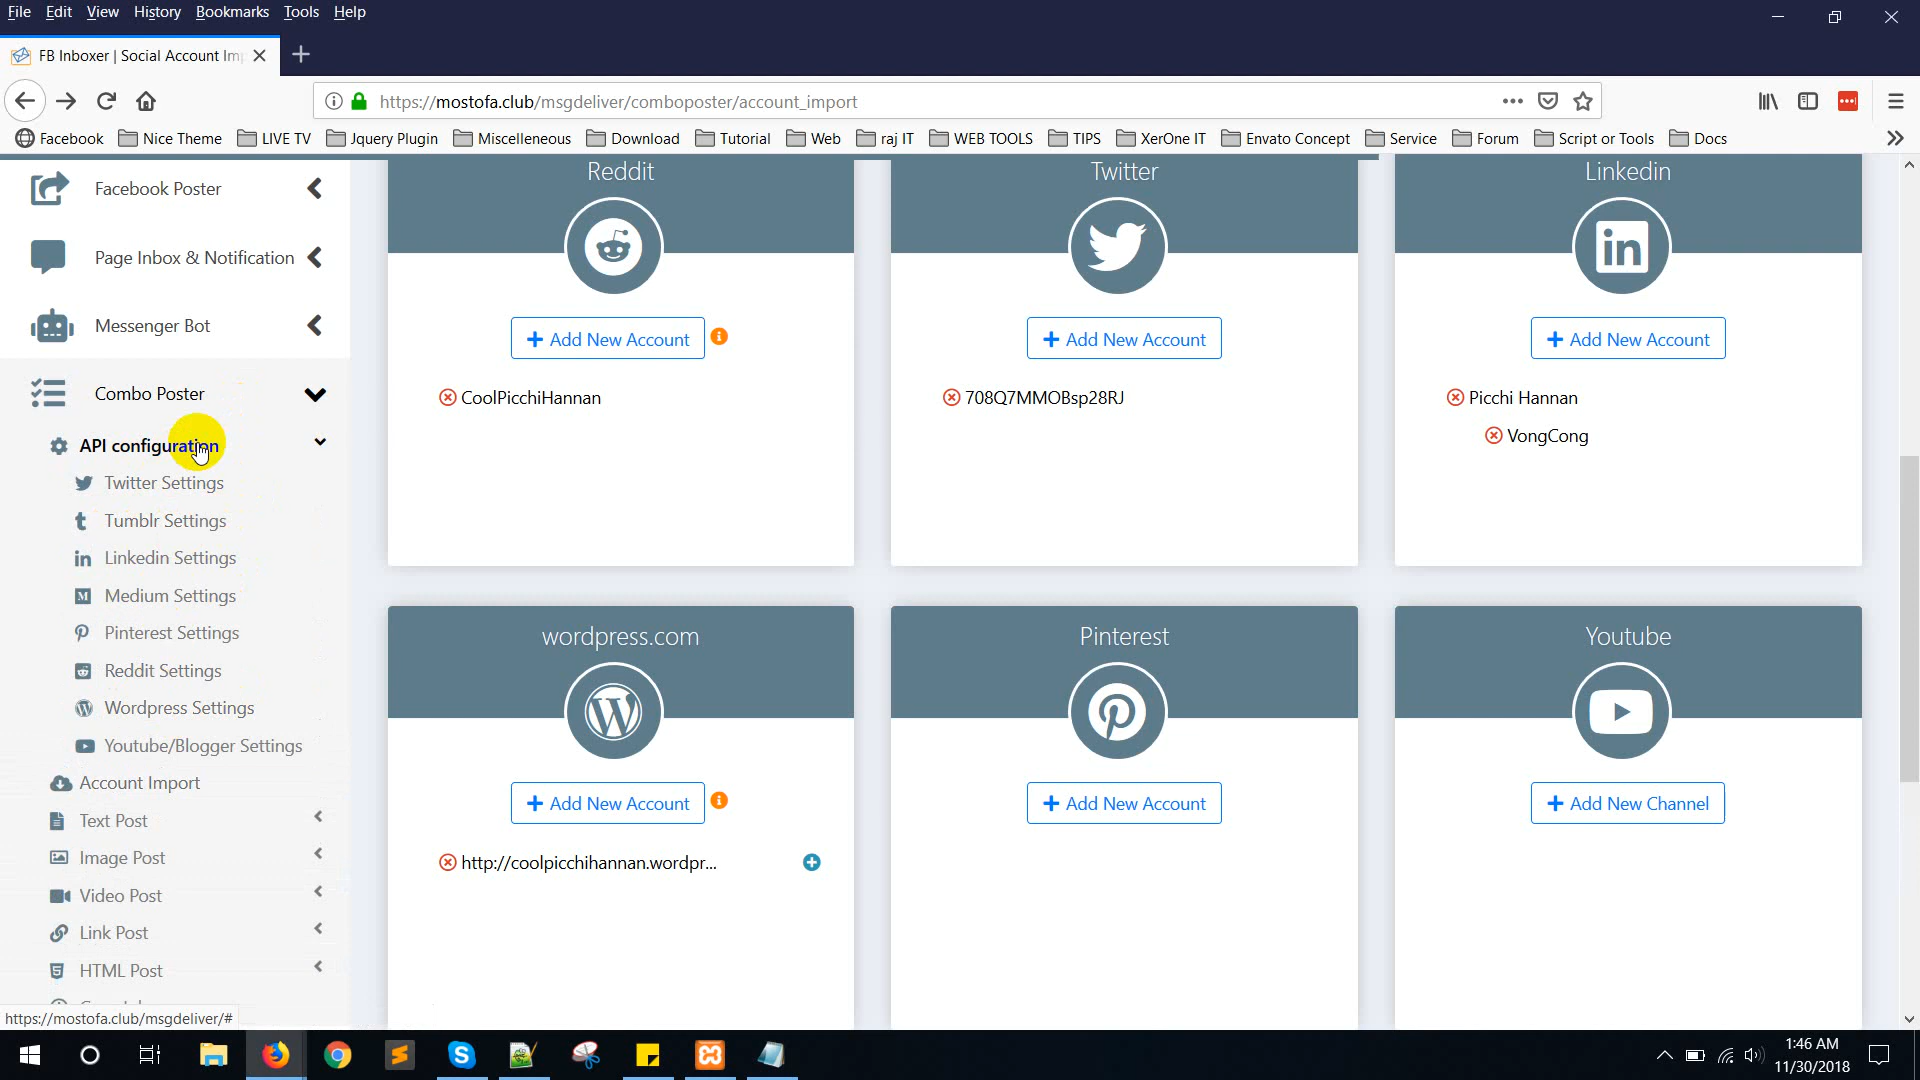 File Edit View History Bookmarks Tools Help
FB Inboxer | Social Account Im
https://mostofa.club/msgdeliver/comboposter/account_import
Facebook Nice Theme LIVE TV Jquery Plugin Miscelleneous Download Tutorial Web raj IT WEB TOOLS TIPS XerOne IT Envato Concept Service Forum Script or Tools Docs
Facebook Poster
Page Inbox & Notification
Messenger Bot
Combo Poster
API configuration
Twitter Settings
Tumblr Settings
Linkedin Settings
Medium Settings
Pinterest Settings
Reddit Settings
Wordpress Settings
Youtube/Blogger Settings
Account Import
Text Post
Image Post
Video Post
Link Post
HTML Post
https://mostofa.club/msgdeliver/#
Reddit
Add New Account
CoolPicchiHannan
Twitter
Add New Account
708Q7MMOBsp28RJ
Linkedin
Add New Account
Picchi Hannan
VongCong
wordpress.com
Add New Account
http://coolpicchihannan.wordpr...
Pinterest
Add New Account
Youtube
Add New Channel
1:46 AM
11/30/2018